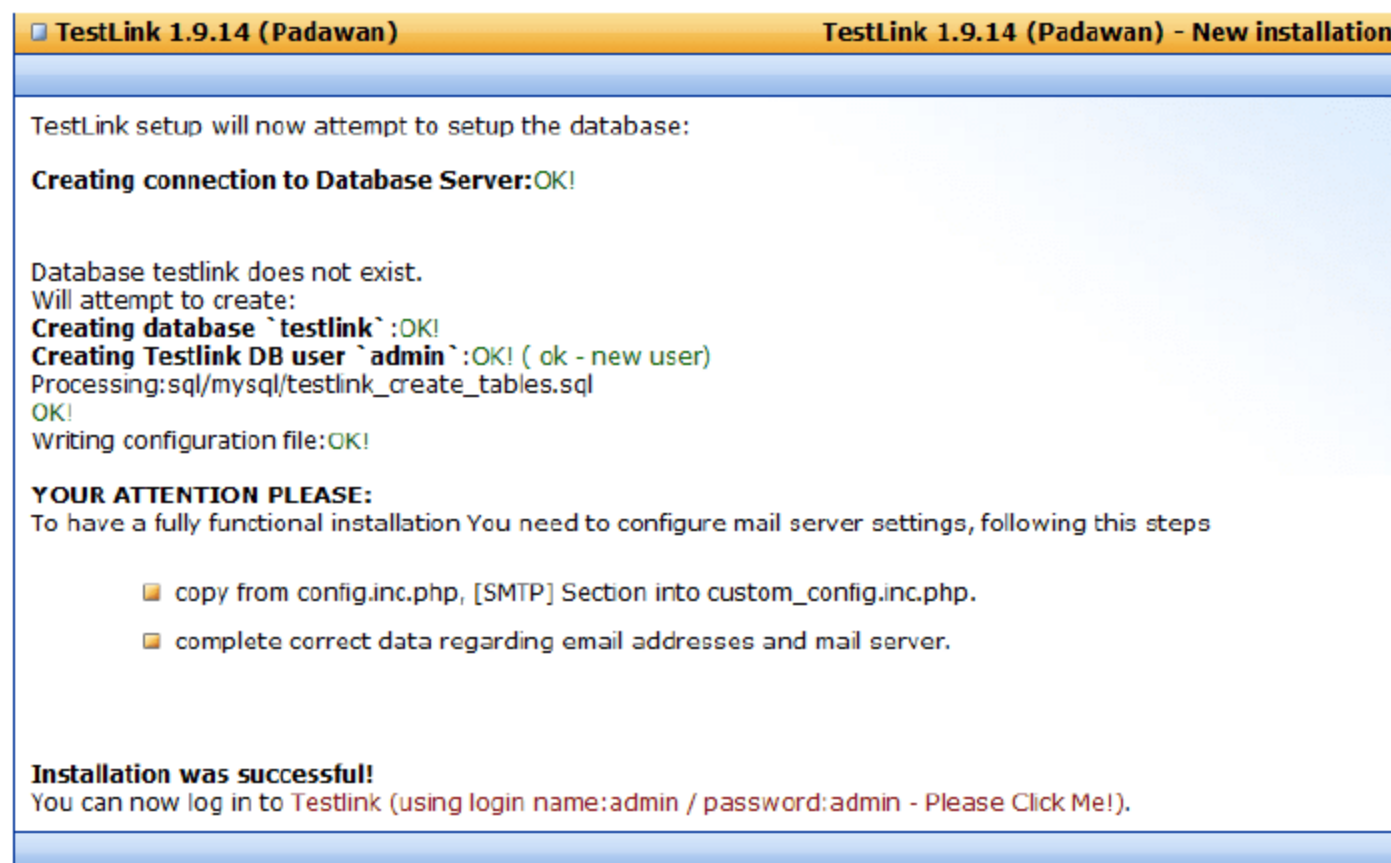 TestLink 1.9.14 (Padawan)
TestLink 1.9.14 (Padawan) - New installation
TestLink setup will now attempt to setup the database:
Creating connection to Database Server:OK!
Database testlink does not exist.
Will attempt to create:
Creating database `testlink` :OK!
Creating Testlink DB user `admin`:OK! ( ok - new user)
Processing:sql/mysql/testlink_create_tables.sql
OK!
Writing configuration file:OK!
YOUR ATTENTION PLEASE:
To have a fully functional installation You need to configure mail server settings, following this steps
copy from config.inc.php, [SMTP] Section into custom_config.inc.php.
complete correct data regarding email addresses and mail server.
Installation was successful!
You can now log in to Testlink (using login name:admin / password:admin - Please Click Me!).